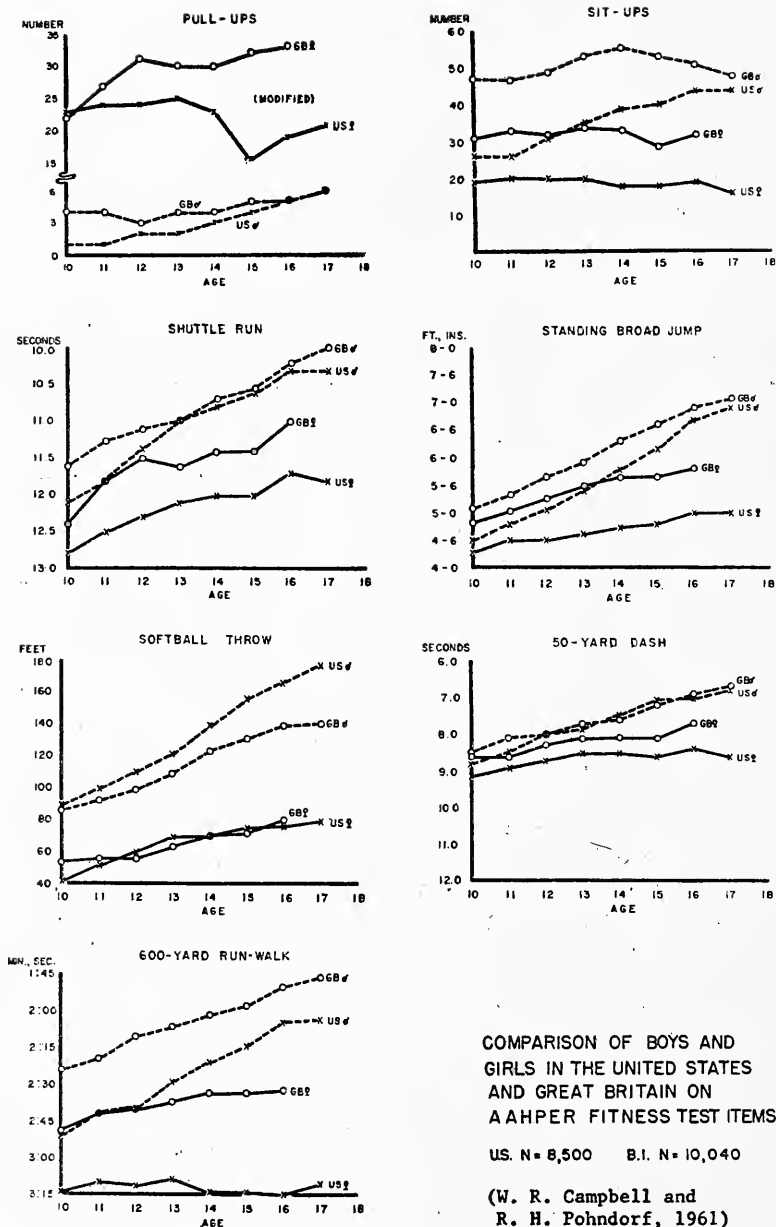 PULL-UPS
NUMBER
35
30
25
20
15
6
3
0
(MODIFIED)
GB♀
US♀
GB♂
US♂
10 11 12 13 14 15 16 17 18
AGE
SIT-UPS
NUMBER
60
50
40
30
20
10
GB♂
US♂
GB♀
US♀
10 11 12 13 14 15 16 17 18
AGE
SHUTTLE RUN
SECONDS
10.0
10.5
11.0
11.5
12.0
12.5
13.0
GB♂
US♂
GB♀
US♀
10 11 12 13 14 15 16 17 18
AGE
STANDING BROAD JUMP
FT., INS.
8-0
7-6
7-0
6-6
6-0
5-6
5-0
4-6
4-0
GB♂
US♂
GB♀
US♀
10 11 12 13 14 15 16 17 18
AGE
SOFTBALL THROW
FEET
180
160
140
120
100
80
60
40
US♂
GB♂
GB♀
US♀
10 11 12 13 14 15 16 17 18
AGE
50-YARD DASH
SECONDS
6.0
7.0
8.0
9.0
9.0
11.0
12.0
GB♂
US♂
GB♀
US♀
10 11 12 13 14 15 16 17 18
AGE
600-YARD RUN-WALK
MIN., SEC.
1:45
2:00
2:15
2:30
2:45
3:00
3:15
GB♂
US♂
GB♀
US♀
10 11 12 13 14 15 16 17 18
AGE
COMPARISON OF BOYS AND
GIRLS IN THE UNITED STATES
AND GREAT BRITAIN ON
AAHPER FITNESS TEST ITEMS
U.S. N= 8,500 B.I. N= 10,040
(W. R. Campbell and
R. H. Pohndorf, 1961)